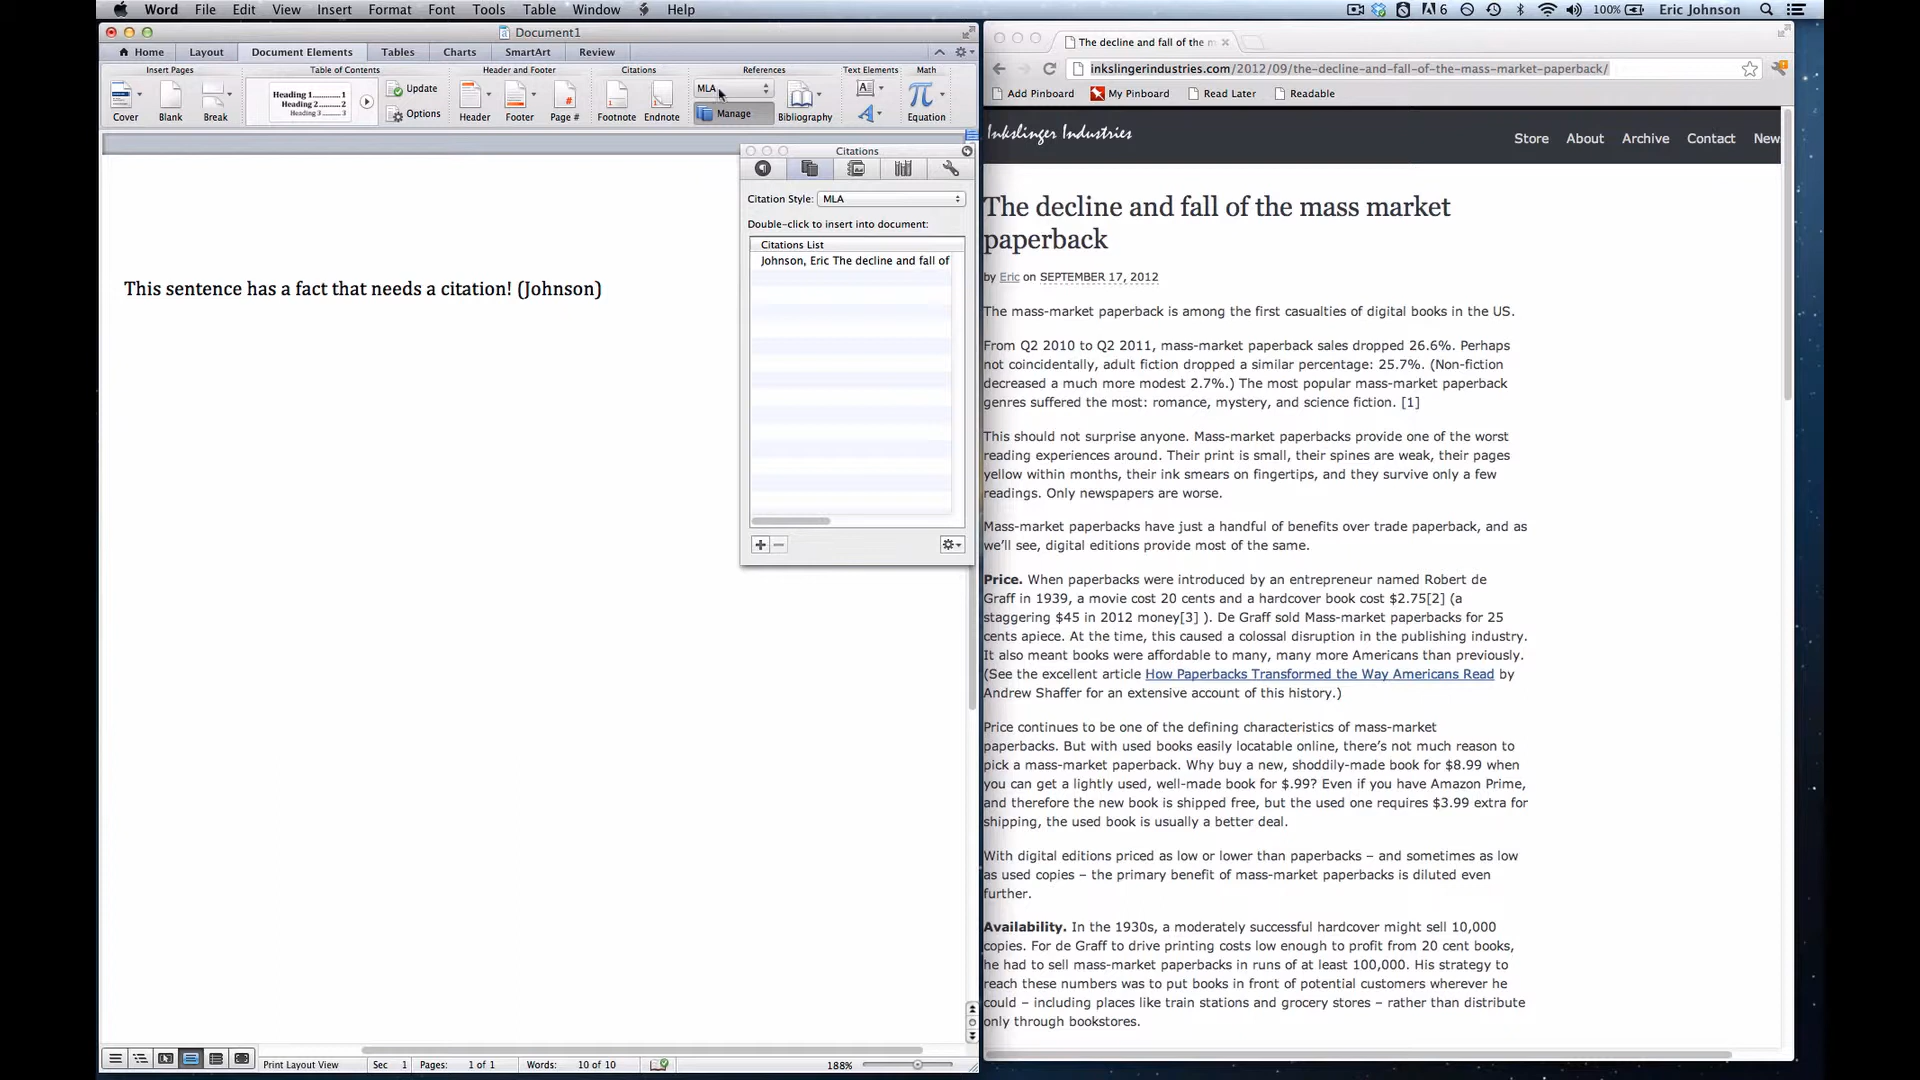 Word File Edit View Insert Format Font Tools Table Window Help
6 100% Eric Johnson
Document1
Home Layout Document Elements Tables Charts SmartArt Review
Insert Pages Table of Contents Header and Footer Citations References Text Elements Math
Heading 1 1
Heading 2 2
Heading 3 3
Update
Options
MLA
Manage
Cover Blank Break Header Footer Page # Footnote Endnote Bibliography Equation
Citations
Citation Style: MLA
Double-click to insert into document:
Citations List
Johnson, Eric The decline and fall of
This sentence has a fact that needs a citation! (Johnson)
Print Layout View Sec 1 Pages: 1 of 1 Words: 10 of 10 188%
The decline and fall of the m
inkslingerindustries.com/2012/09/the-decline-and-fall-of-the-mass-market-paperback/
Add Pinboard My Pinboard Read Later Readable
Inkslinger Industries
Store About Archive Contact New
The decline and fall of the mass market
paperback
by Eric on SEPTEMBER 17, 2012
The mass-market paperback is among the first casualties of digital books in the US.
From Q2 2010 to Q2 2011, mass-market paperback sales dropped 26.6%. Perhaps
not coincidentally, adult fiction dropped a similar percentage: 25.7%. (Non-fiction
decreased a much more modest 2.7%.) The most popular mass-market paperback
genres suffered the most: romance, mystery, and science fiction. [1]
This should not surprise anyone. Mass-market paperbacks provide one of the worst
reading experiences around. Their print is small, their spines are weak, their pages
yellow within months, their ink smears on fingertips, and they survive only a few
readings. Only newspapers are worse.
Mass-market paperbacks have just a handful of benefits over trade paperback, and as
we'll see, digital editions provide most of the same.
Price. When paperbacks were introduced by an entrepreneur named Robert de
Graff in 1939, a movie cost 20 cents and a hardcover book cost $2.75[2] (a
staggering $45 in 2012 money[3] ). De Graff sold Mass-market paperbacks for 25
cents apiece. At the time, this caused a colossal disruption in the publishing industry.
It also meant books were affordable to many, many more Americans than previously.
(See the excellent article How Paperbacks Transformed the Way Americans Read by
Andrew Shaffer for an extensive account of this history.)
Price continues to be one of the defining characteristics of mass-market
paperbacks. But with used books easily locatable online, there's not much reason to
pick a mass-market paperback. Why buy a new, shoddily-made book for $8.99 when
you can get a lightly used, well-made book for $.99? Even if you have Amazon Prime,
and therefore the new book is shipped free, but the used one requires $3.99 extra for
shipping, the used book is usually a better deal.
With digital editions priced as low or lower than paperbacks – and sometimes as low
as used copies – the primary benefit of mass-market paperbacks is diluted even
further.
Availability. In the 1930s, a moderately successful hardcover might sell 10,000
copies. For de Graff to drive printing costs low enough to profit from 20 cent books,
he had to sell mass-market paperbacks in runs of at least 100,000. His strategy to
reach these numbers was to put books in front of potential customers wherever he
could – including places like train stations and grocery stores – rather than distribute
only through bookstores.